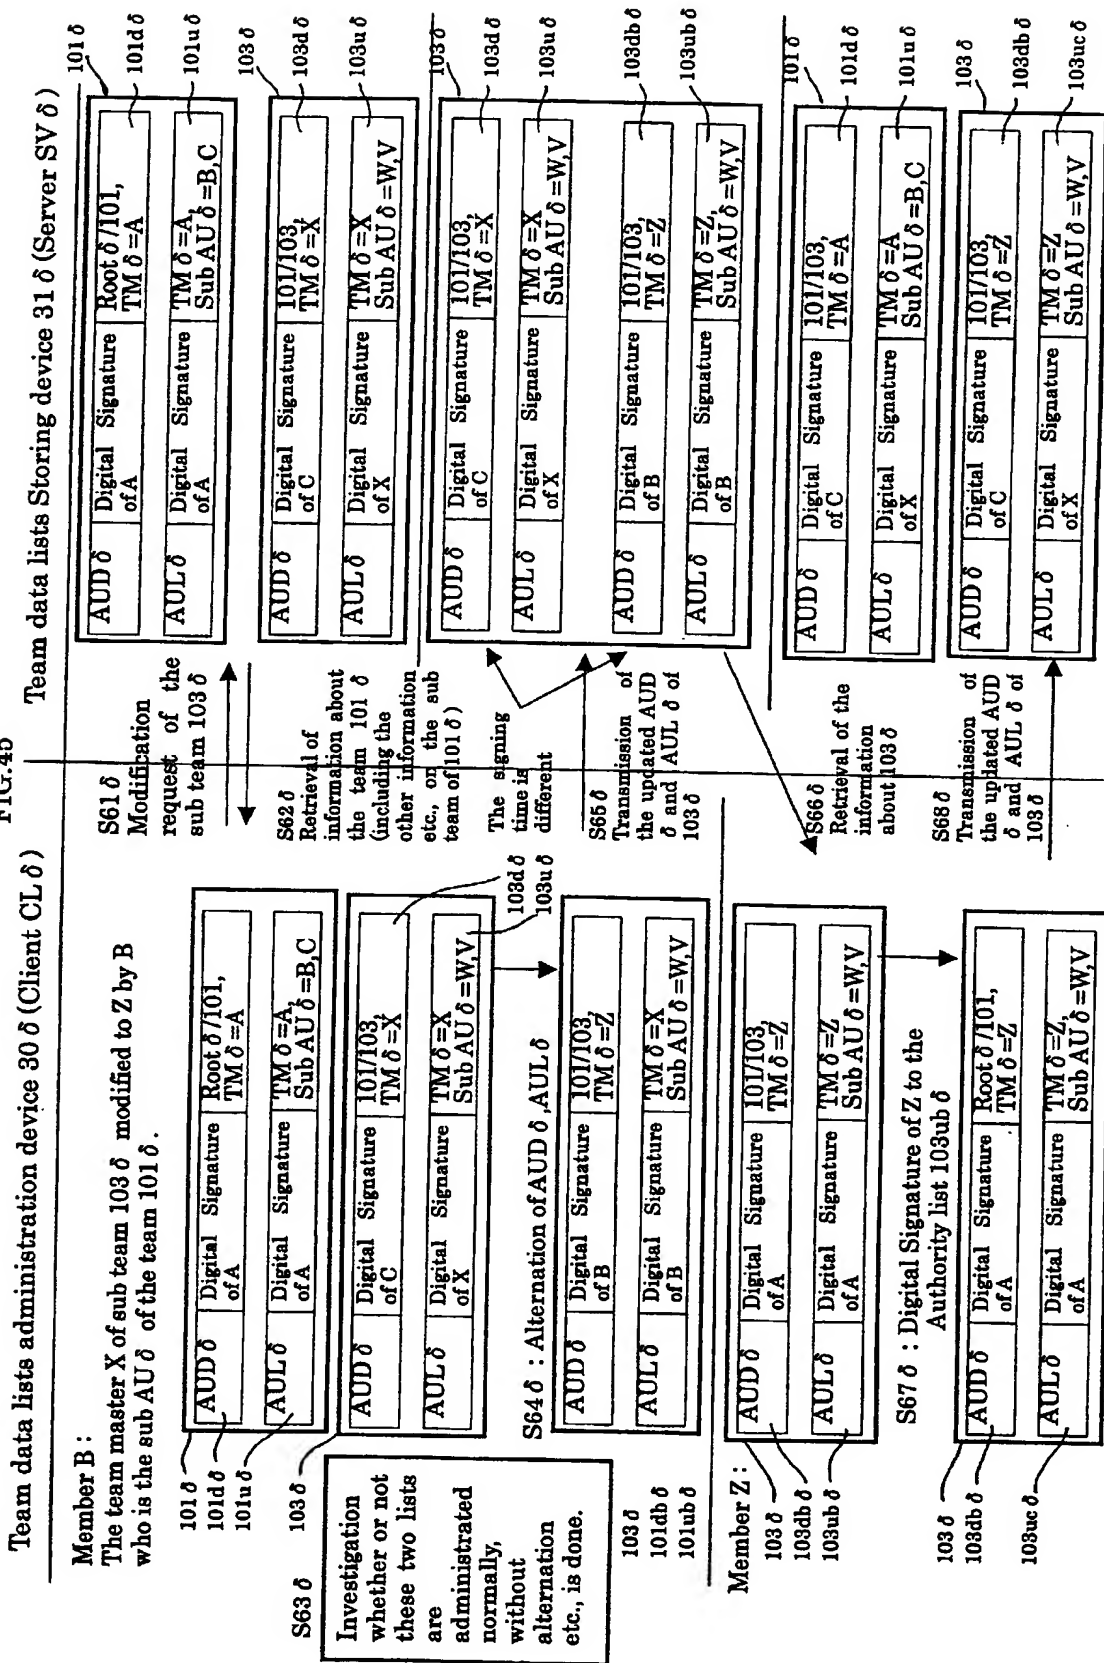 FIG.45
Team data lists administration device 30 δ (Client CL δ)
Team data lists Storing device 31 δ (Server SV δ)
Member B :
The team master X of sub team 103 δ modified to Z by B
who is the sub AU δ of the team 101 δ.
101 δ
101d δ
101u δ
AUD δ Digital Signature of A Root δ /101, TM δ =A
AUL δ Digital Signature of A TM δ =A, Sub AU δ =B,C
103 δ
AUD δ Digital Signature of C 101/103, TM δ =X
AUL δ Digital Signature of X TM δ =X Sub AU δ =W,V
103d δ
103u δ
S63 δ
Investigation
whether or not
these two lists
are
administrated
normally,
without
alternation
etc., is done.
S64 δ : Alternation of AUD δ ,AUL δ
103 δ
101db δ
101ub δ
AUD δ Digital Signature of B 101/103, TM δ =Z
AUL δ Digital Signature of B TM δ =X Sub AU δ =W,V
Member Z :
103 δ
103db δ
103ub δ
AUD δ Digital Signature of A 101/103, TM δ =Z
AUL δ Digital Signature of A TM δ =Z Sub AU δ =W,V
S67 δ : Digital Signature of Z to the
Authority list 103ub δ
103 δ
103db δ
103uc δ
AUD δ Digital Signature of A Root δ /101, TM δ =Z
AUL δ Digital Signature of A TM δ =Z, Sub AU δ =W,V
S61 δ
Modification
request of the
sub team 103 δ
S62 δ
Retrieval of
information about
the team 101 δ
(including the
other information
etc., on the sub
team of 101 δ)
The signing
time is
different
S65 δ
Transmission of
the updated AUD
δ and AUL δ of
103 δ
S66 δ
Retrieval of the
information
about 103 δ
S68 δ
Transmission of
the updated AUD
δ and AUL δ of
103 δ
AUD δ Digital Signature of A Root δ /101, TM δ =A
AUL δ Digital Signature of A TM δ =A, Sub AU δ =B,C
101 δ
101d δ
101u δ
AUD δ Digital Signature of C 101/103, TM δ =X
AUL δ Digital Signature of X TM δ =X Sub AU δ =W,V
103 δ
103d δ
103u δ
AUD δ Digital Signature of C 101/103, TM δ =X
AUL δ Digital Signature of X TM δ =X Sub AU δ =W,V
AUD δ Digital Signature of B 101/103, TM δ =Z
AUL δ Digital Signature of B TM δ =Z, Sub AU δ =W,V
103 δ
103d δ
103u δ
103db δ
103ub δ
AUD δ Digital Signature of C 101/103, TM δ =A
AUL δ Digital Signature of X TM δ =A Sub AU δ =B,C
101 δ
101d δ
101u δ
AUD δ Digital Signature of C 101/103, TM δ =Z
AUL δ Digital Signature of X TM δ =Z Sub AU δ =W,V
103 δ
103db δ
103uc δ